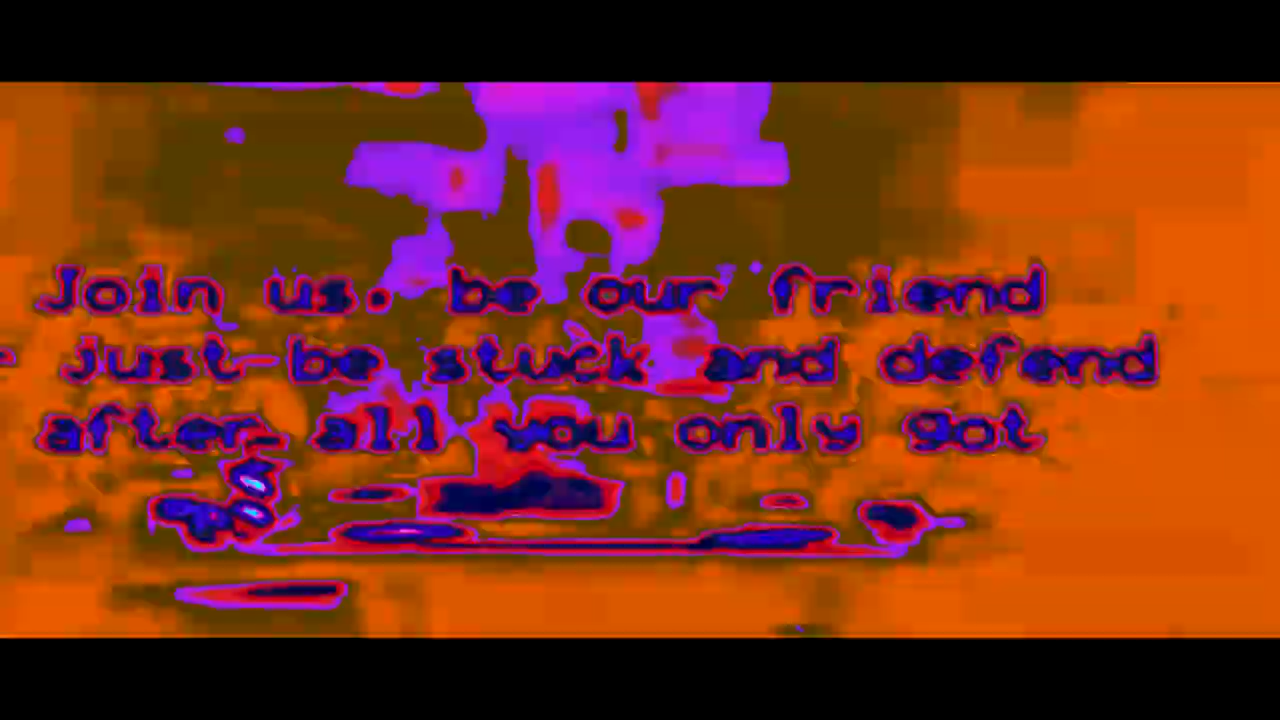 Join us. be our friend
Just be stuck and defend
after all you only got